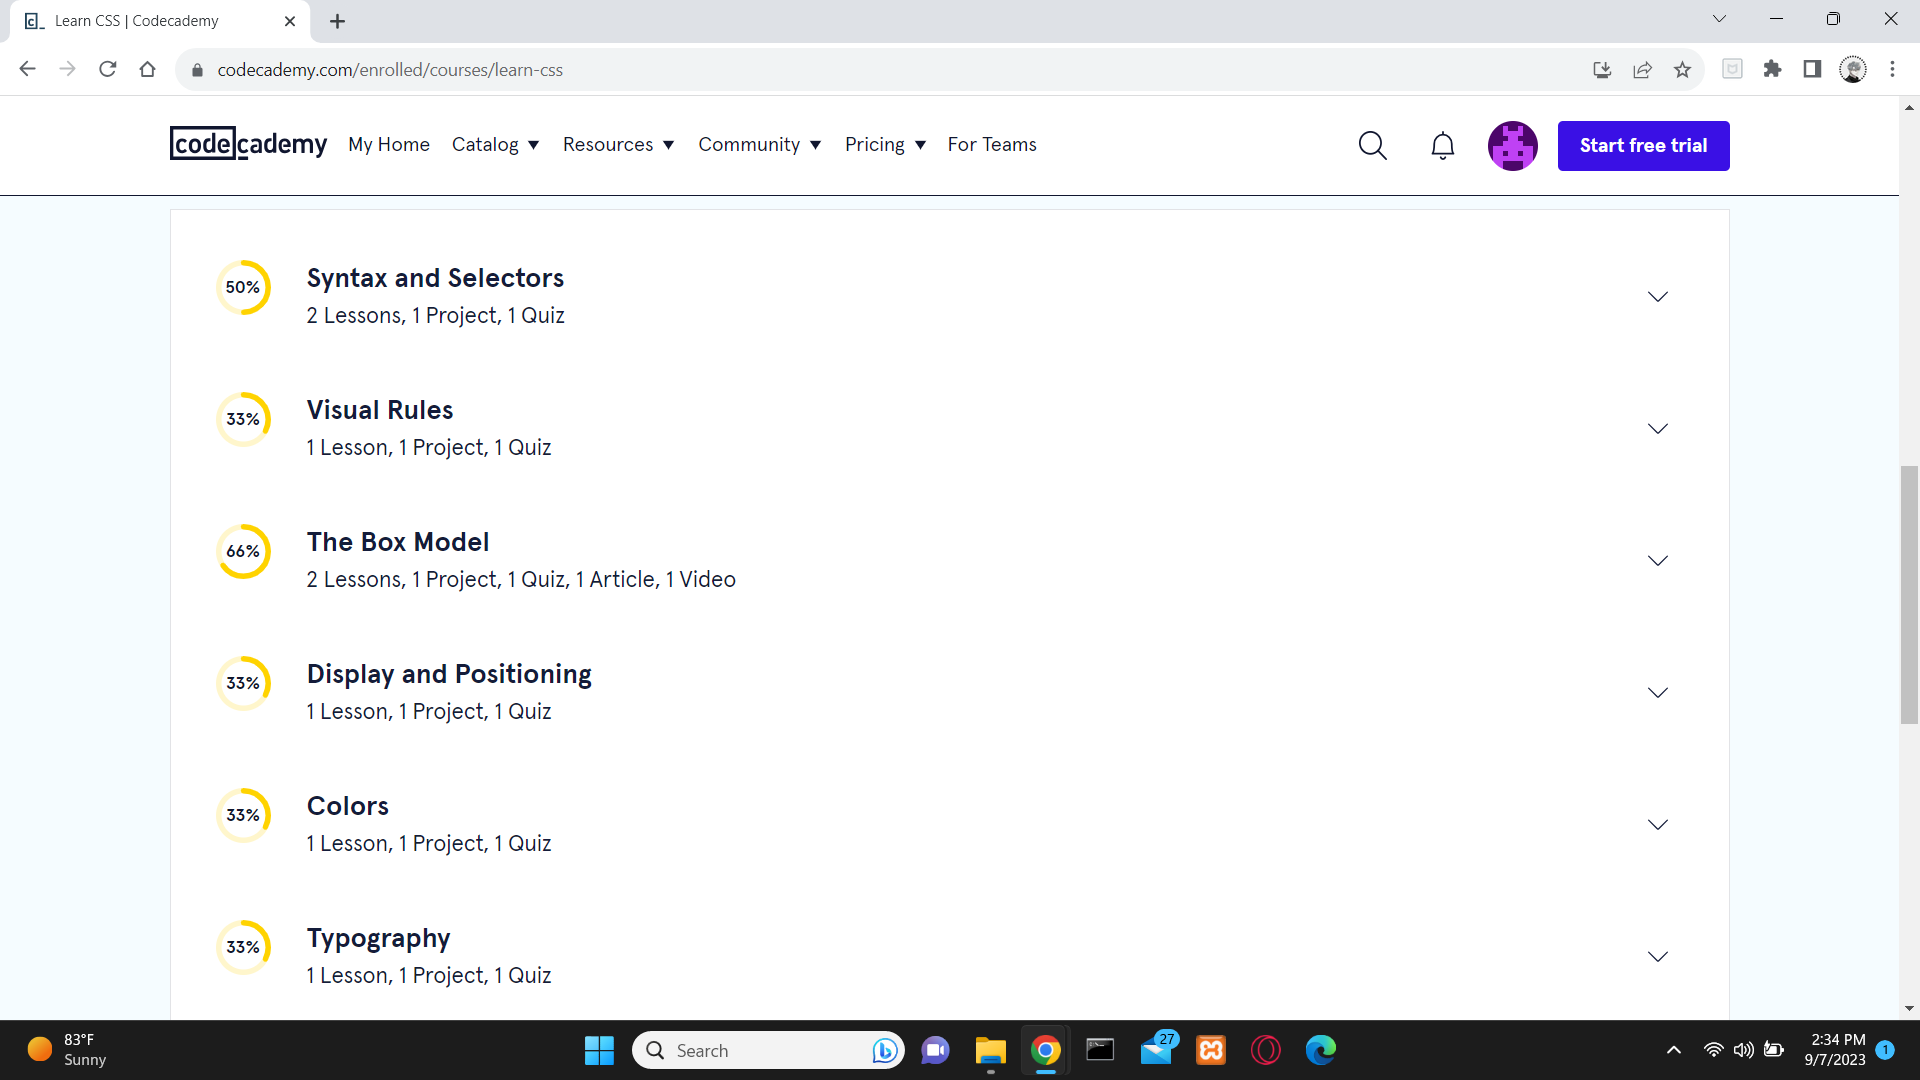 Learn CSS | Codecademy
codecademy.com/enrolled/courses/learn-css
codecademy My Home Catalog Resources Community Pricing For Teams Start free trial
50% Syntax and Selectors
2 Lessons, 1 Project, 1 Quiz
33% Visual Rules
1 Lesson, 1 Project, 1 Quiz
66% The Box Model
2 Lessons, 1 Project, 1 Quiz, 1 Article, 1 Video
33% Display and Positioning
1 Lesson, 1 Project, 1 Quiz
33% Colors
1 Lesson, 1 Project, 1 Quiz
33% Typography
1 Lesson, 1 Project, 1 Quiz
83°F
Sunny
Search
27
2:34 PM
9/7/2023
1